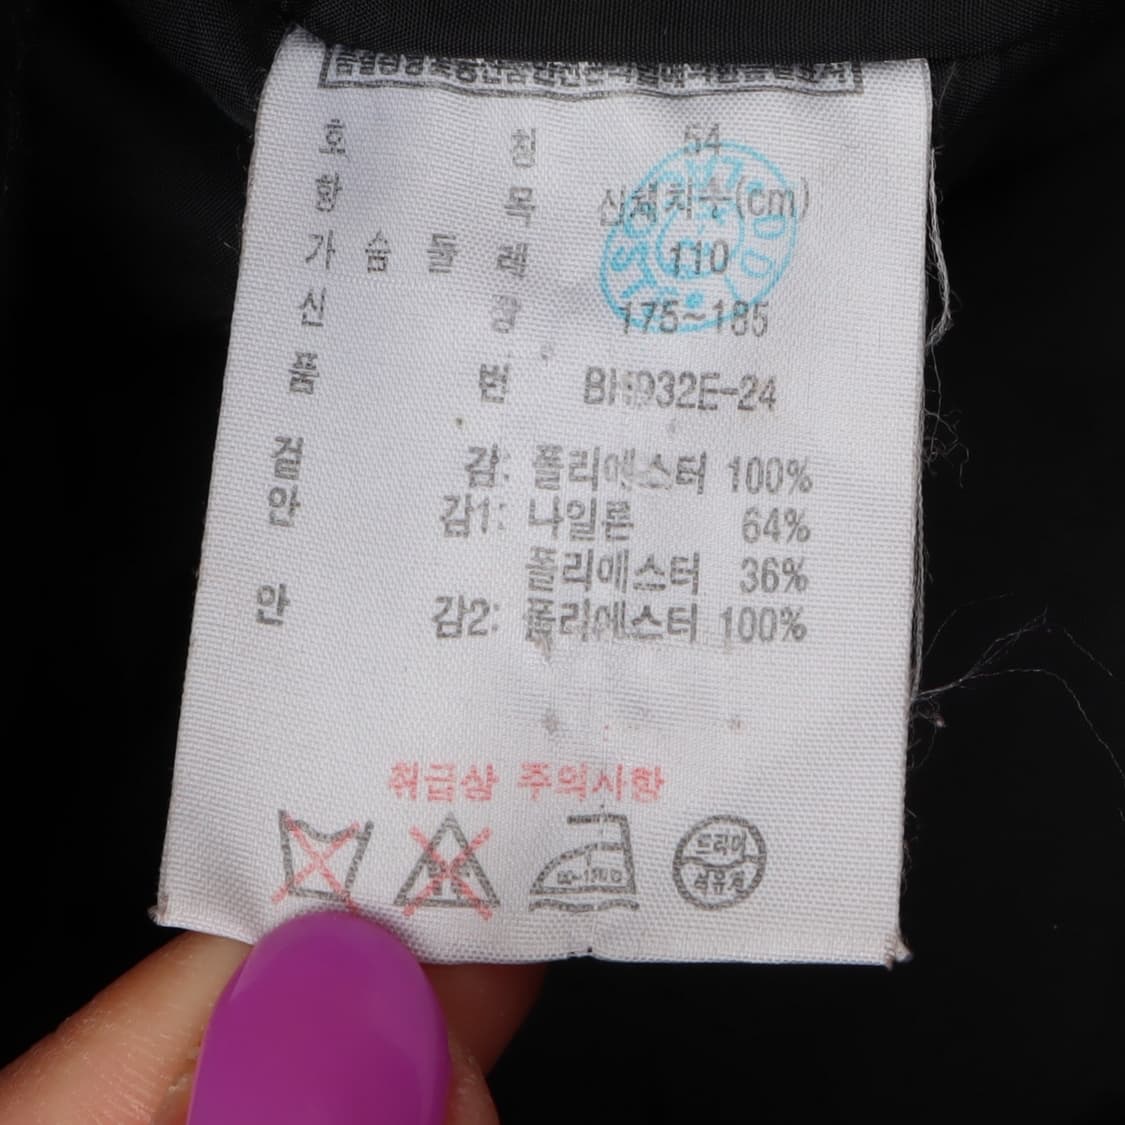 호 칭 54
항 목 신체치수(cm)
가 슴 둘 레 110
신 장 175~185
품 번
겉 감: 폴리에스터 100%
안 감1: 나일론 64%
폴리에스터 36%
안 감2: 폴리에스터 100%
취급상 주의사항
드라이
석유계